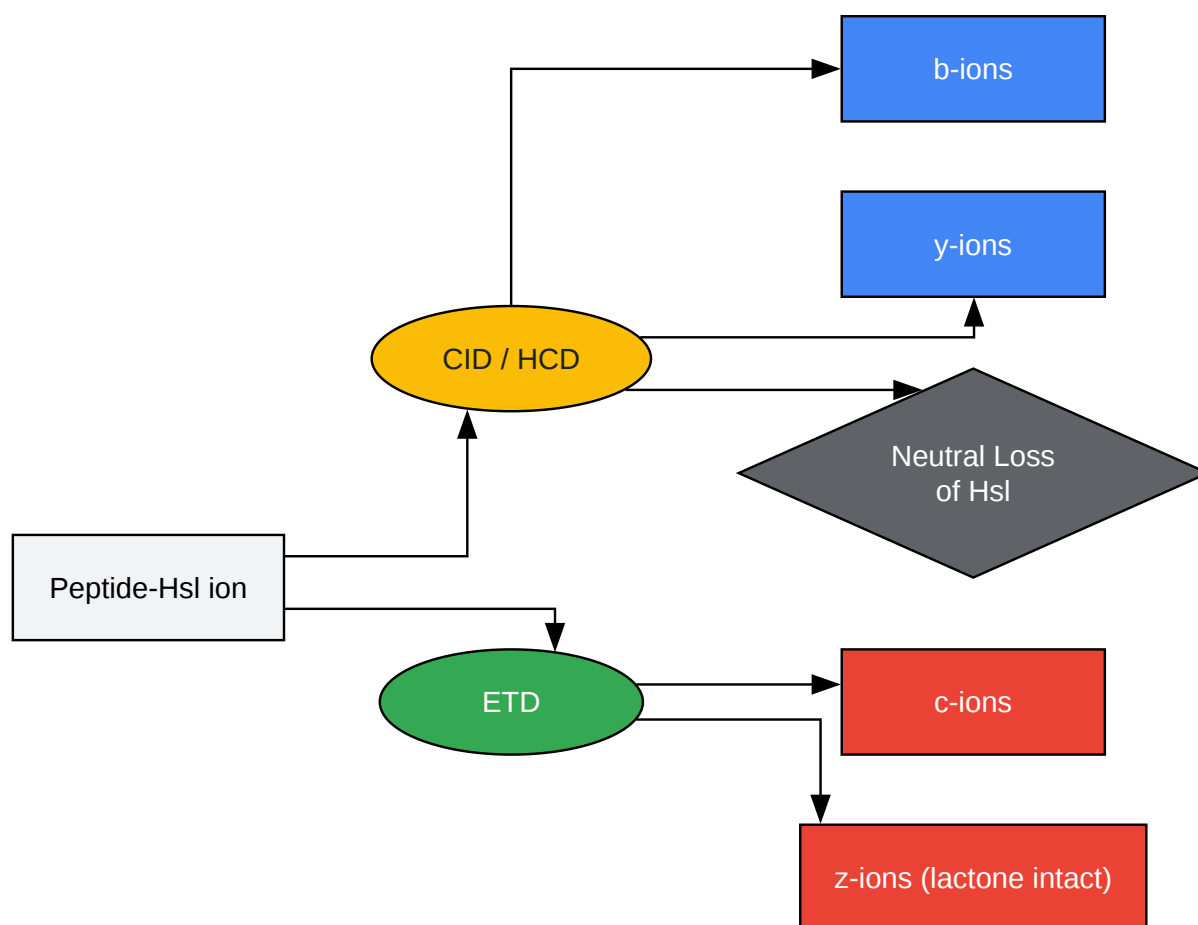 b-ions
y-ions
CID / HCD
Neutral Loss
of Hsl
Peptide-Hsl ion
ETD
c-ions
z-ions (lactone intact)